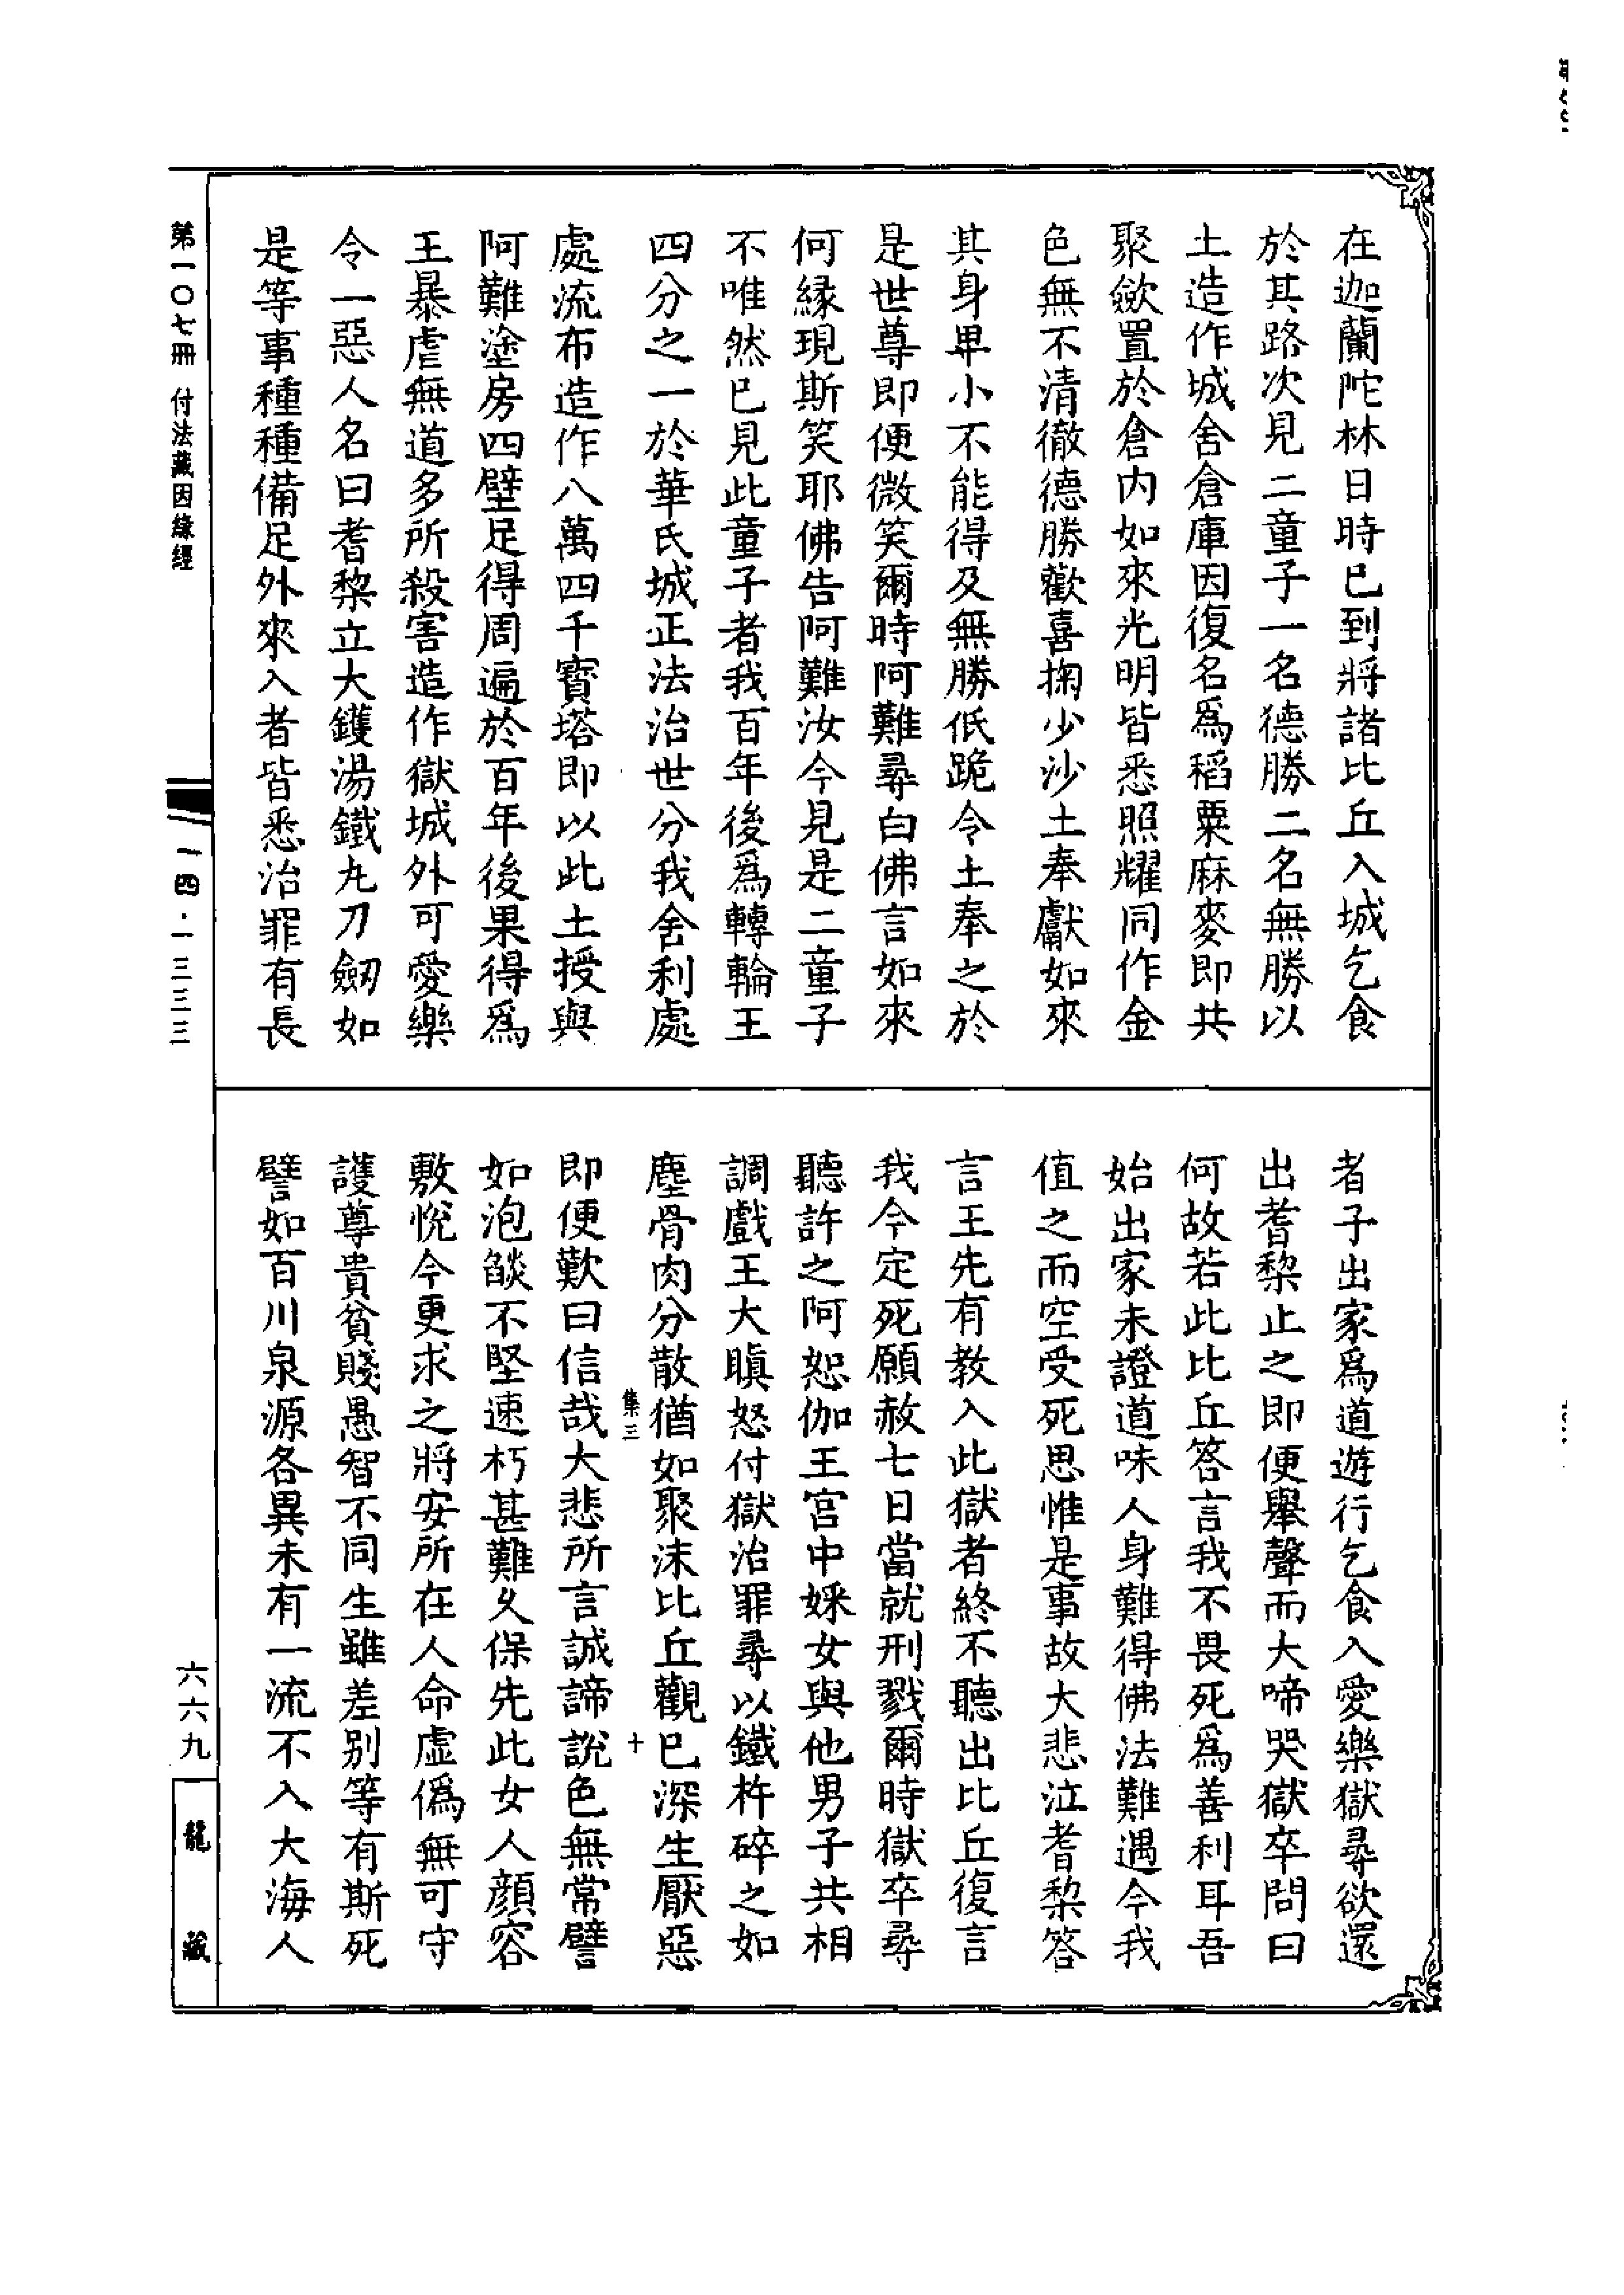 在迦蘭陀林日時已到將諸比丘入城乞食
於其路次見二童子一名德勝二名無勝以
土造作城舍倉庫因復名爲稻粟麻麥即共
聚斂置於倉內如來光明皆悉照耀同作金
色無不清徹德勝歡喜掬少沙土奉獻如來
其身卑小不能得及無勝低跪令土奉之於
是世尊即便微笑爾時阿難尋白佛言如來
何緣現斯笑耶佛告阿難汝今見是二童子
不唯然已見此童子者我百年後爲轉輪王
四分之一於華氏城正法治世分我舍利處
處流布造作八萬四千寶塔即以此土授與
阿難塗房四壁足得周遍於百年後果得爲
王暴虐無道多所殺害造作獄城外可愛樂
令一惡人名曰耆棃立大鑊湯鐵丸刀劒如
是等事種種備足外來入者皆悉治罪有長
者子出家爲道遊行乞食入愛樂獄尋欲還
出耆棃止之即便舉聲而大啼哭獄卒問曰
何故若此比丘答言我不畏死爲善利耳吾
始出家未證道味人身難得佛法難遇今我
值之而空受死思惟是事故大悲泣耆棃答
言王先有教入此獄者終不聽出比丘復言
我今定死願赦七日當就刑戮爾時獄卒尋
聽許之阿恕伽王宮中婇女與他男子共相
調戲王大瞋怒付獄治罪尋以鐵杵碎之如
塵骨肉分散猶如聚沫比丘觀已深生厭惡
集三 十
即便歎曰信哉大悲所言誠諦說色無常譬
如泡燄不堅速朽甚難久保先此女人顏容
敷悅今更求之將安所在人命虛僞無可守
護尊貴貧賤愚智不同生雖差别等有斯死
譬如百川泉源各異未有一流不入大海人
第一〇七冊 付法藏因緣經
一四·一三三三
六六九
龍藏